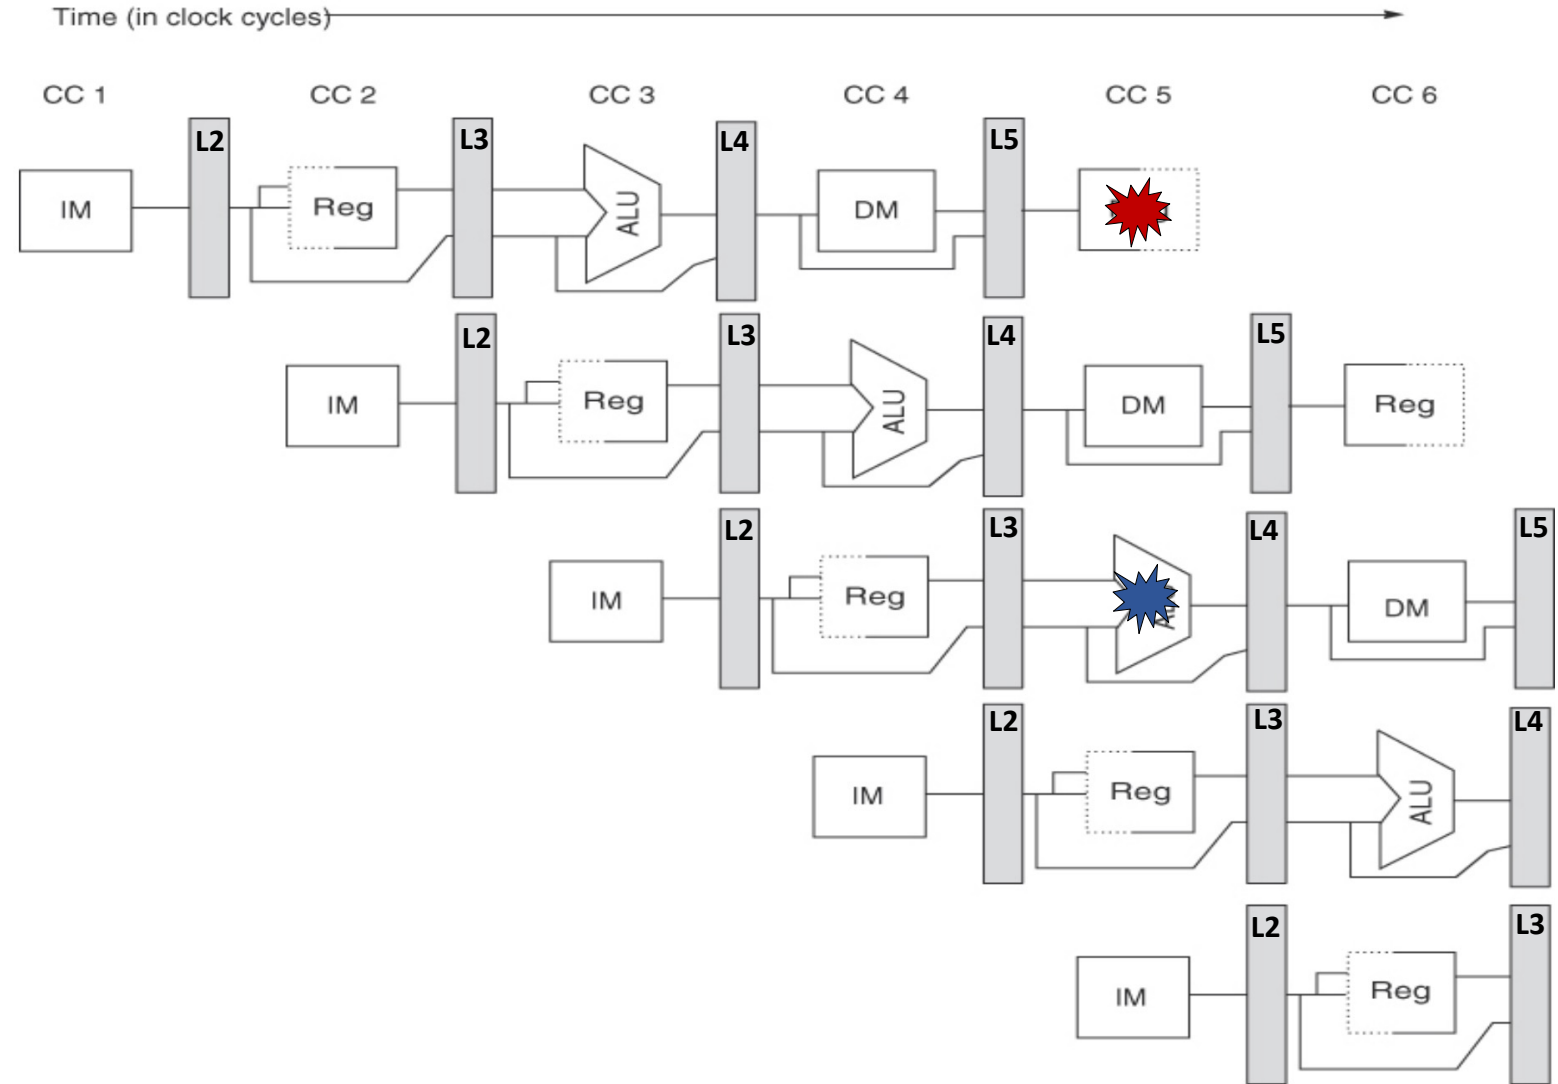 Time (in clock cycles)
CC 1 CC 2 CC 3 CC 4 CC 5 CC 6
L2 L3 L4 L5
IM Reg ALU DM
L2 L3 L4 L5
IM Reg ALU DM Reg
L2 L3 L4 L5
IM Reg DM
L2 L3 L4
IM Reg ALU
L2 L3
IM Reg